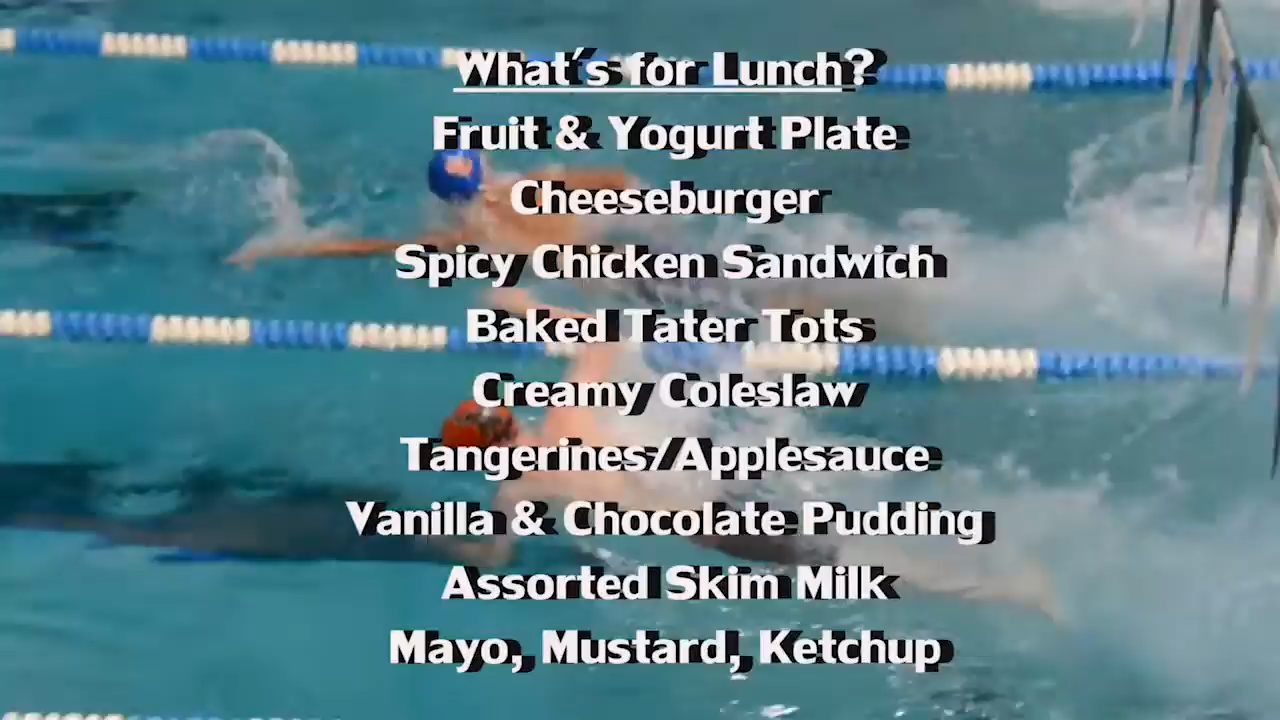 What's for Lunch?
Fruit & Yogurt Plate
Cheeseburger
Spicy Chicken Sandwich
Baked Tater Tots
Creamy Coleslaw
Tangerines/Applesauce
Vanilla & Chocolate Pudding
Assorted Skim Milk
Mayo, Mustard, Ketchup